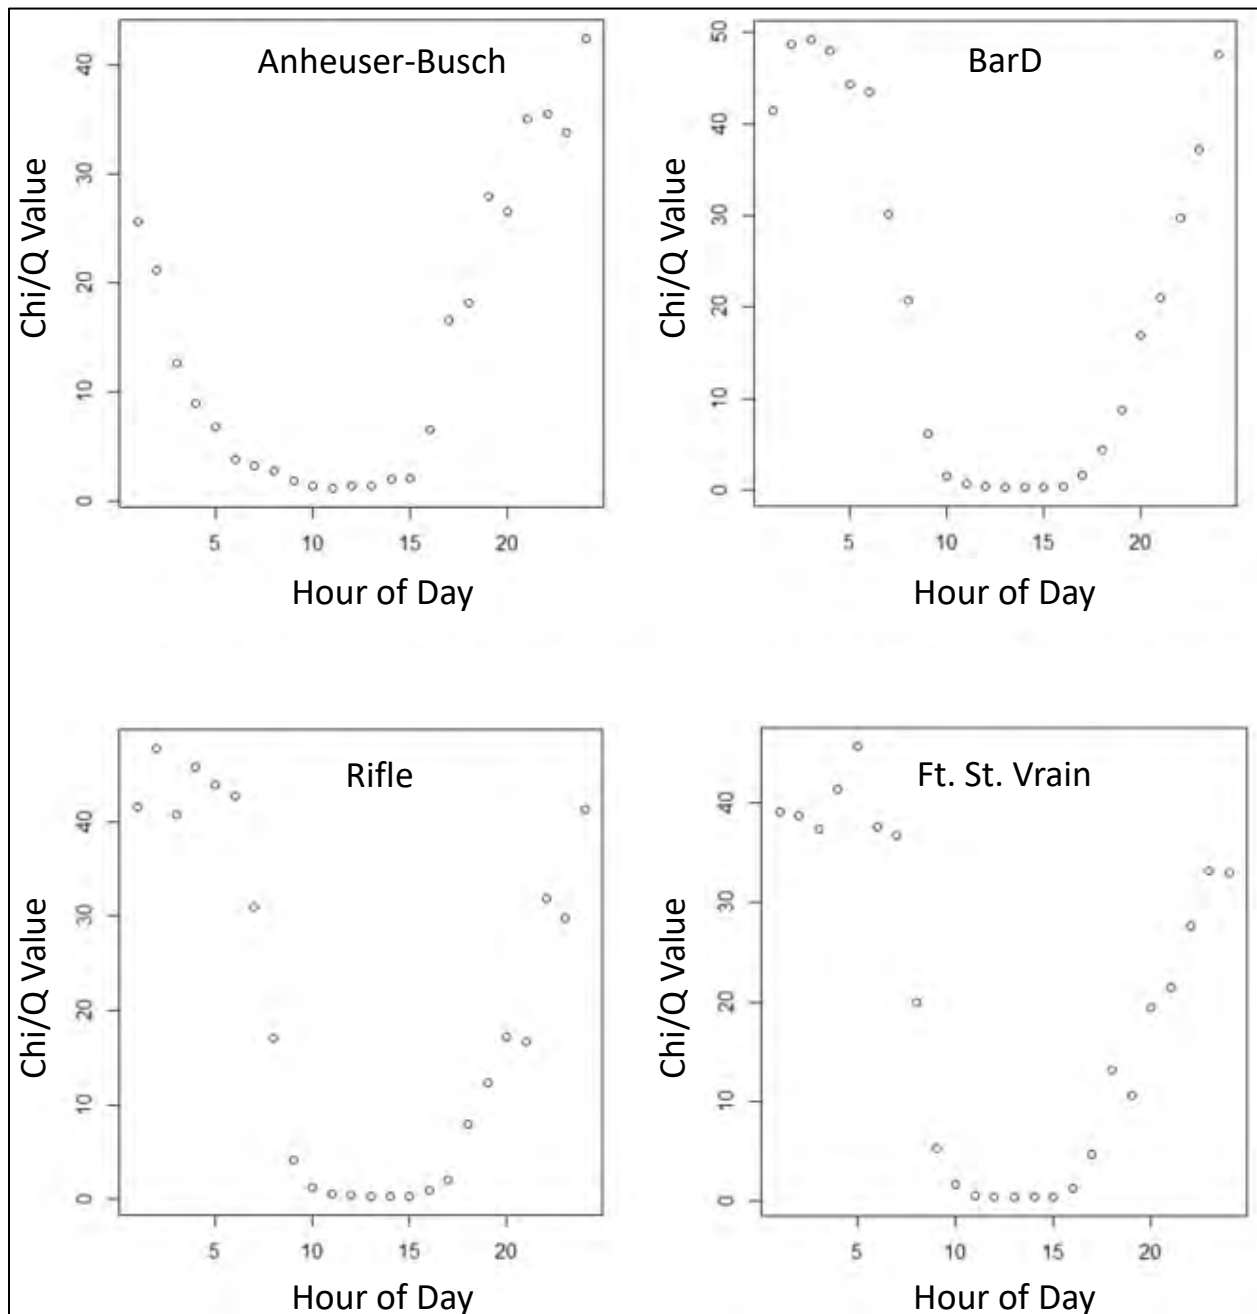 Anheuser-Busch
Chi/Q Value
0 10 20 30 40
5 10 15 20
Hour of Day
BarD
Chi/Q Value
0 10 20 30 40 50
5 10 15 20
Hour of Day
Rifle
Chi/Q Value
0 10 20 30 40
5 10 15 20
Hour of Day
Ft. St. Vrain
Chi/Q Value
0 10 20 30 40
5 10 15 20
Hour of Day